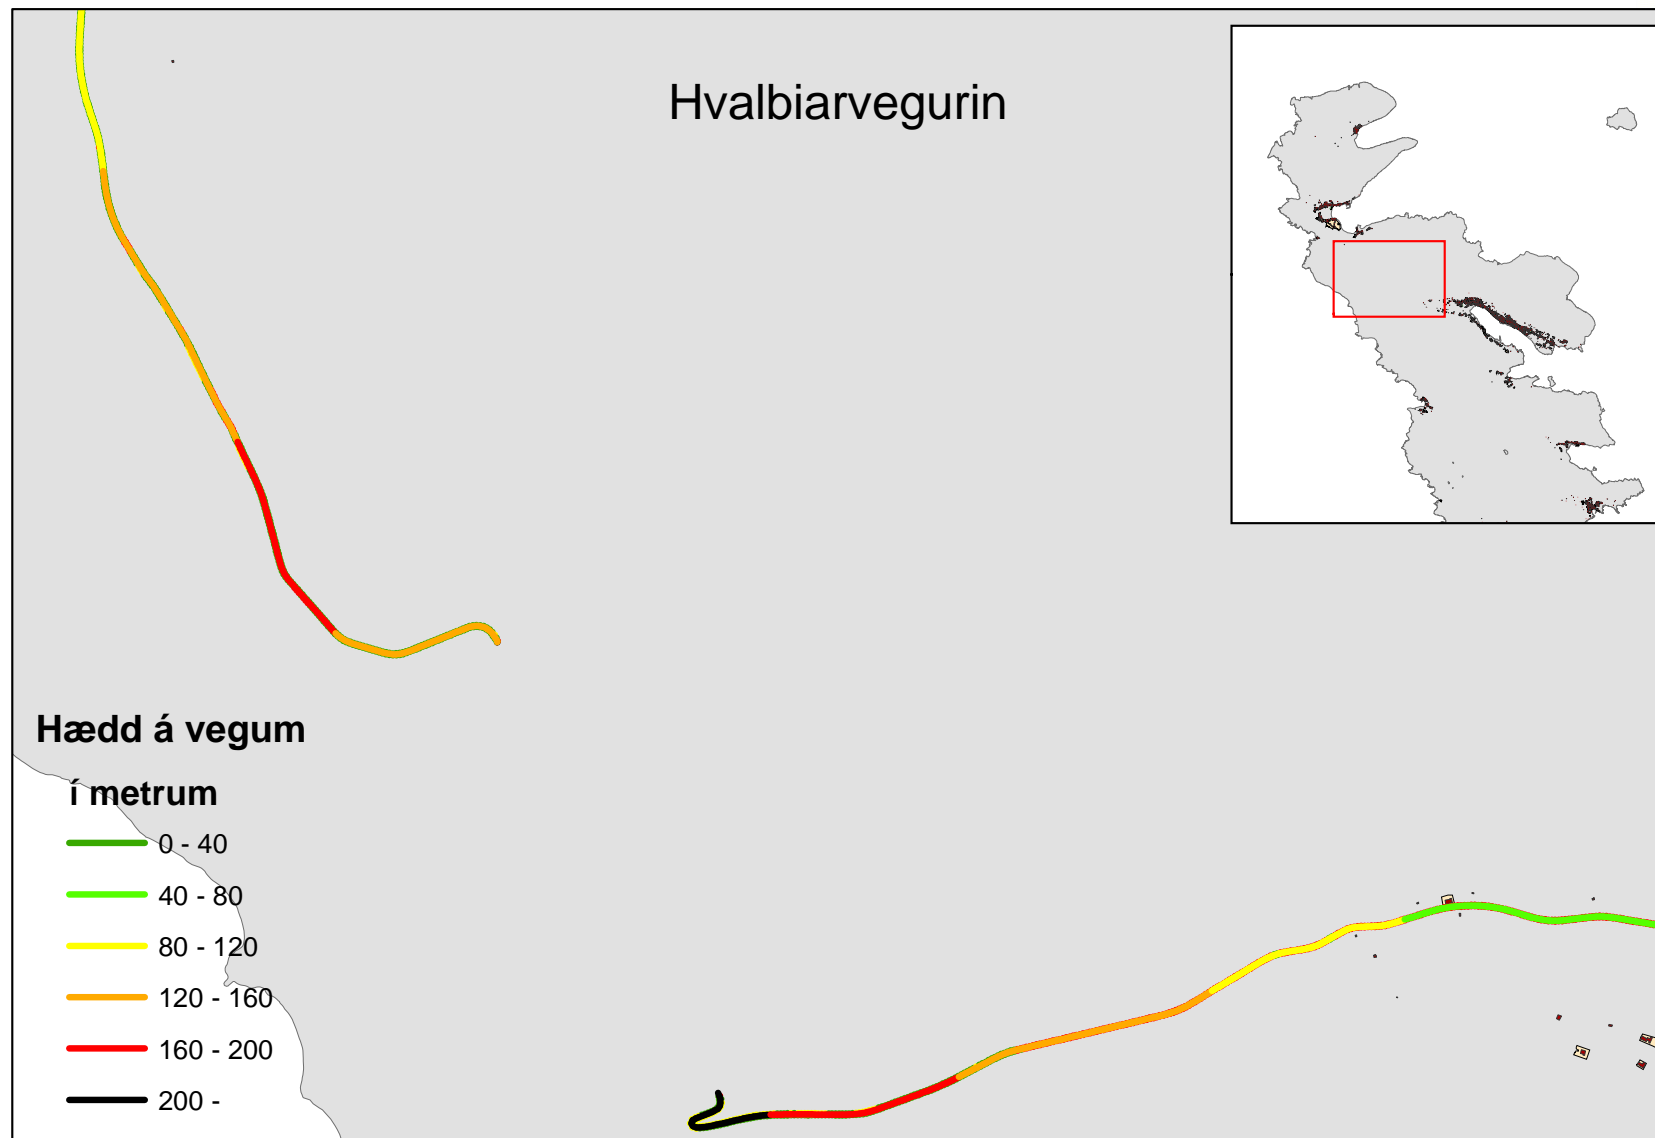 Hvalbiarvegurin
Hædd á vegum
í metrum
0 - 40
40 - 80
80 - 120
120 - 160
160 - 200
200 -